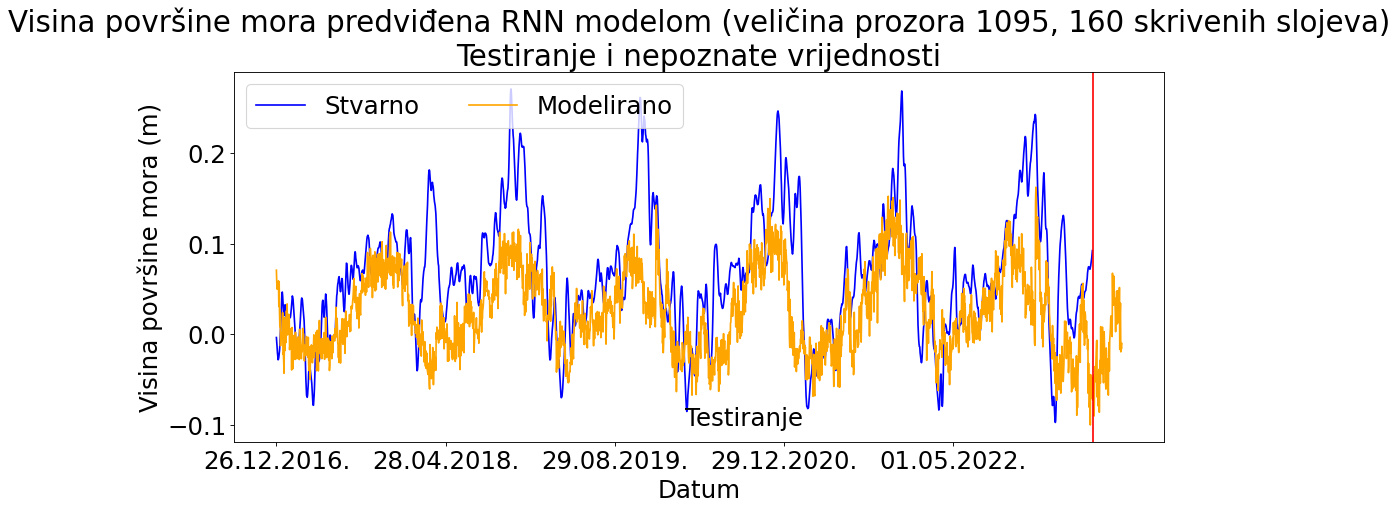 Visina površine mora predviđena RNN modelom (veličina prozora 1095, 160 skrivenih slojeva)
Testiranje i nepoznate vrijednosti
Stvarno Modelirano
Visina površine mora (m)
0.2
0.1
0.0
−0.1
Testiranje
26.12.2016. 28.04.2018. 29.08.2019. 29.12.2020. 01.05.2022.
Datum